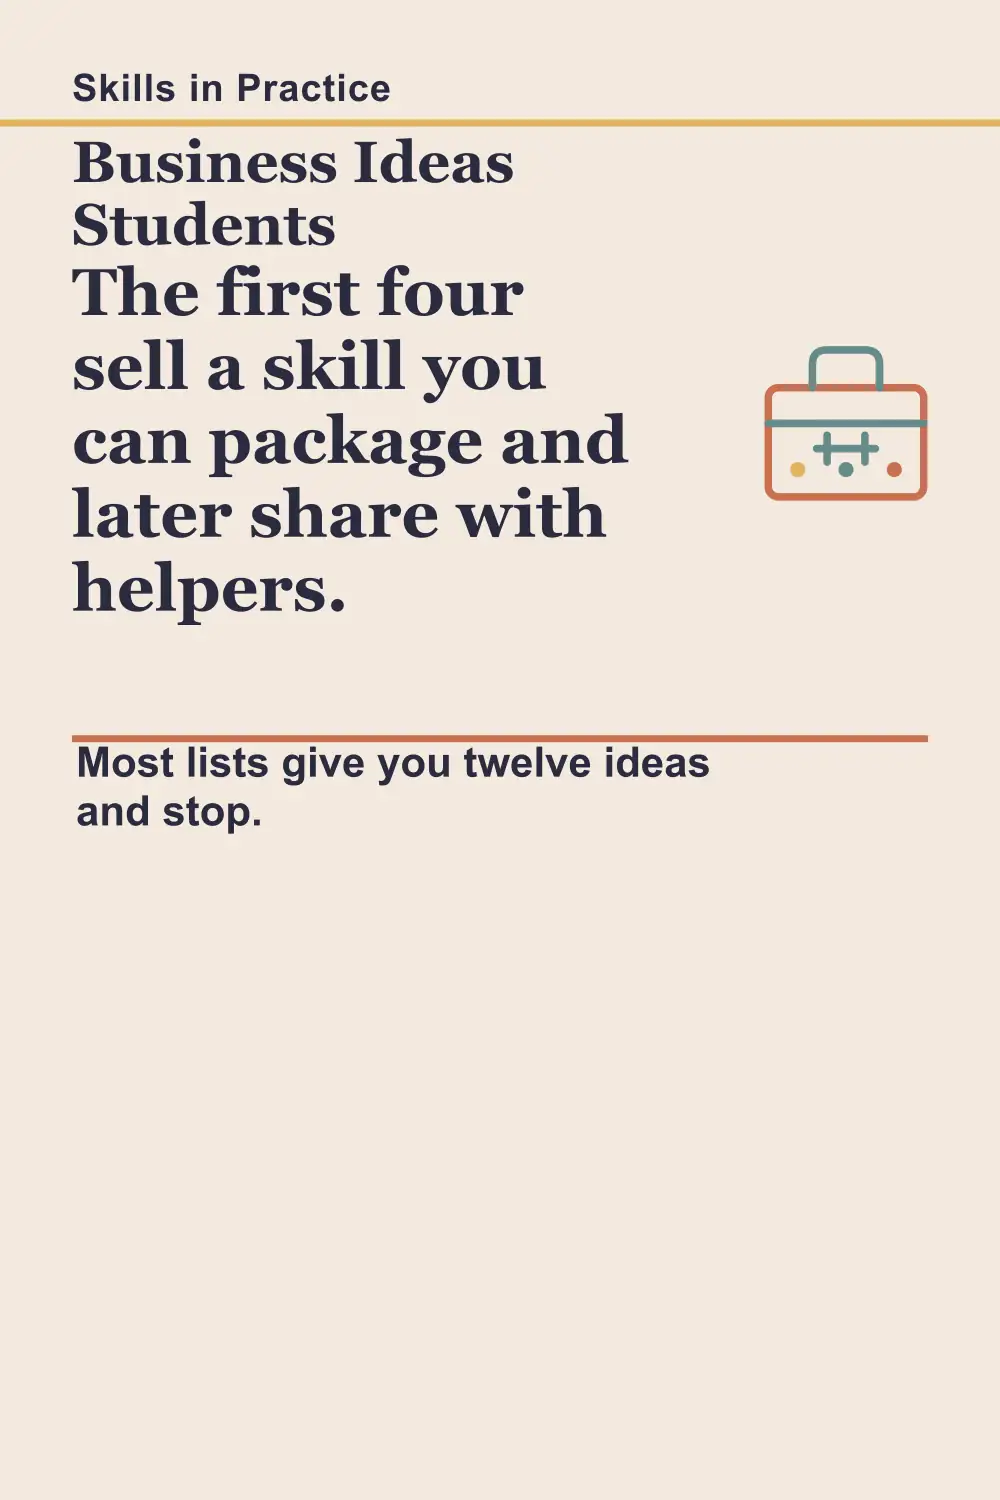 Skills in Practice
Business Ideas
Students
The first four
sell a skill you
can package and
later share with
helpers.
Most lists give you twelve ideas
and stop.